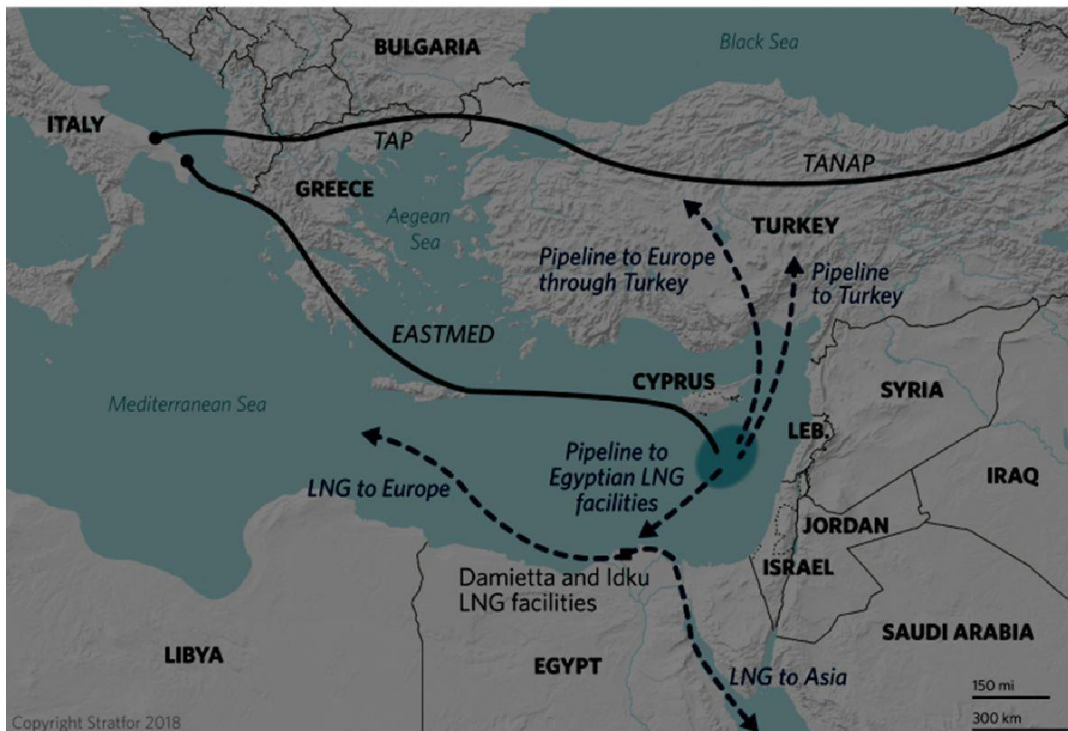 Black Sea
BULGARIA
ITALY
TAP
TANAP
GREECE
Aegean
Sea
TURKEY
Pipeline to Europe
through Turkey
Pipeline
to Turkey
EASTMED
CYPRUS
SYRIA
Mediterranean Sea
LEB.
Pipeline to
Egyptian LNG
facilities
IRAQ
LNG to Europe
JORDAN
ISRAEL
Damietta and Idku
LNG facilities
SAUDI ARABIA
LIBYA
EGYPT
LNG to Asia
150 mi
300 km
Copyright Stratfor 2018